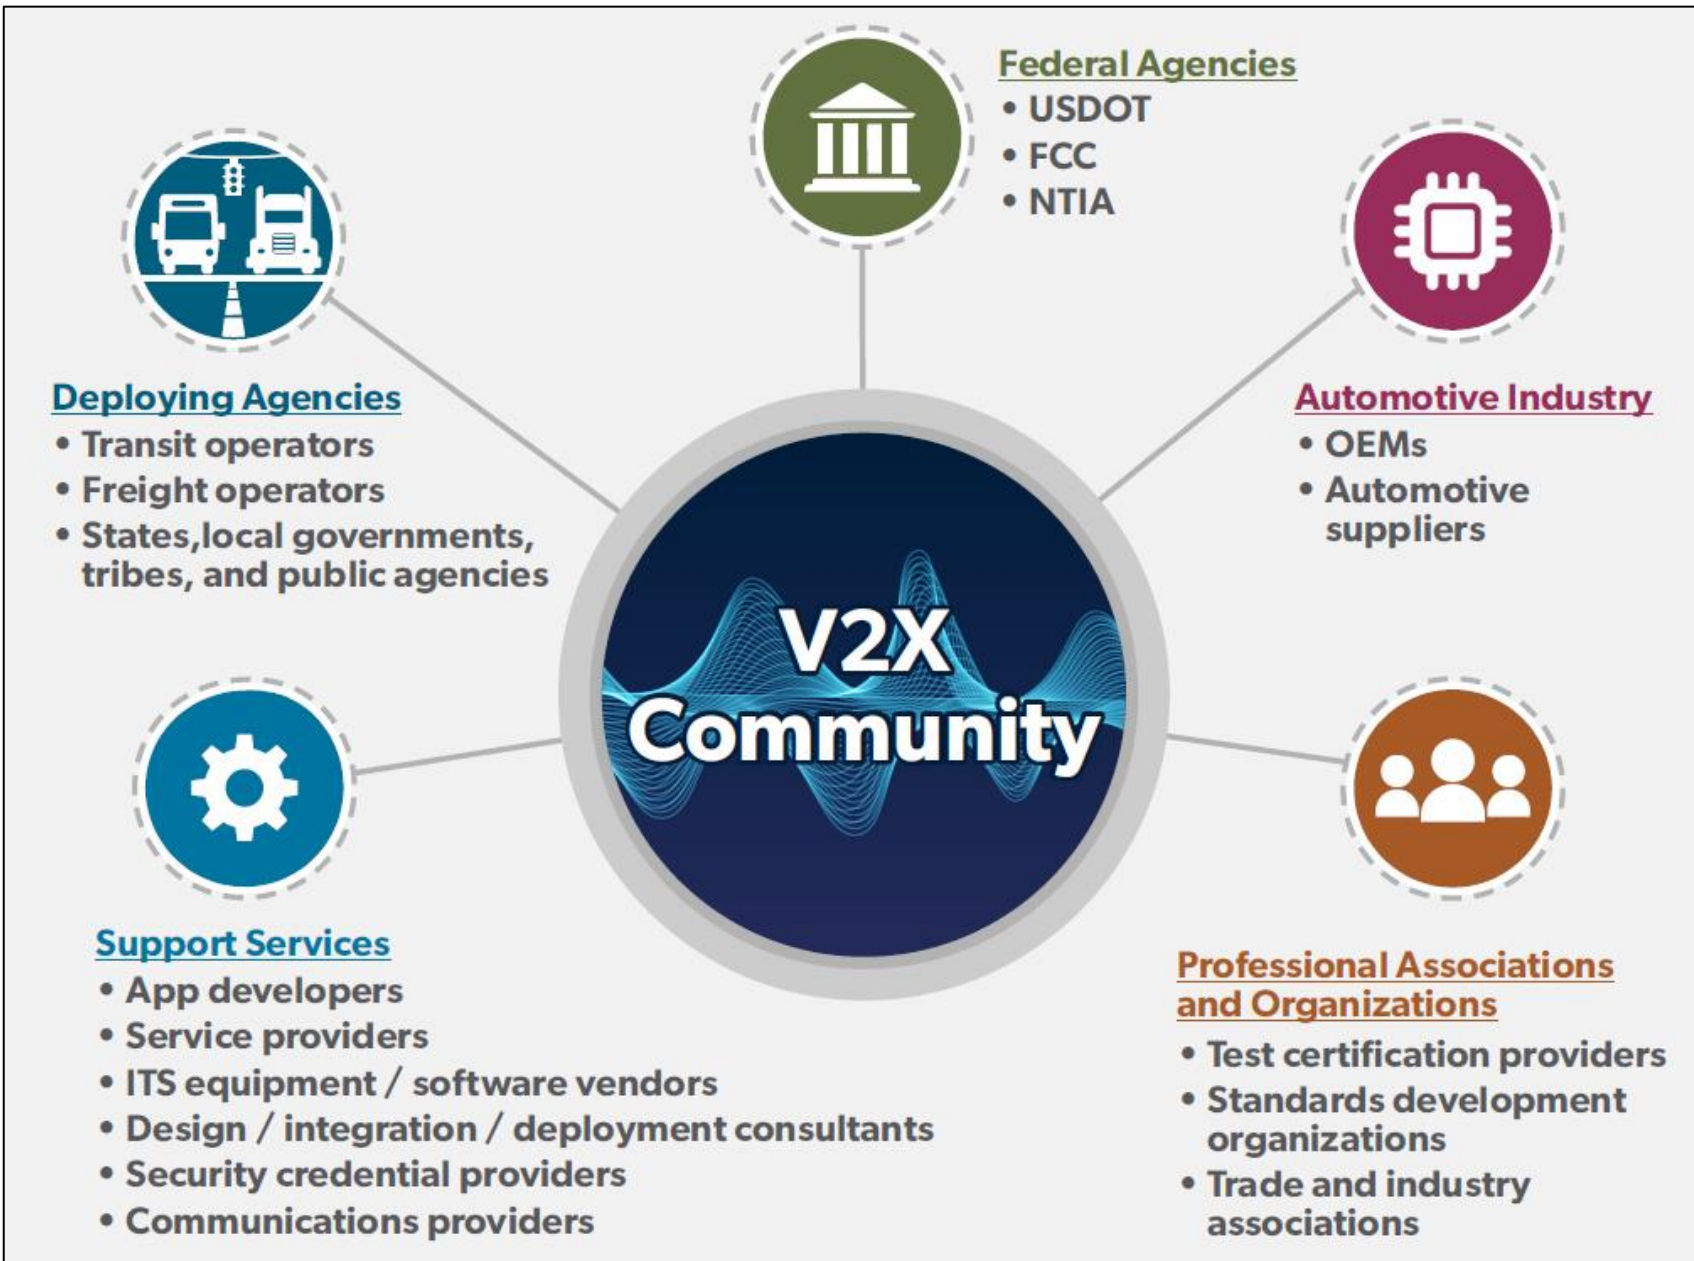 Federal Agencies
• USDOT
• FCC
• NTIA
Deploying Agencies
• Transit operators
• Freight operators
• States,local governments,
tribes, and public agencies
Automotive Industry
• OEMs
• Automotive
suppliers
V2X
Community
Support Services
• App developers
• Service providers
• ITS equipment / software vendors
• Design / integration / deployment consultants
• Security credential providers
• Communications providers
Professional Associations
and Organizations
• Test certification providers
• Standards development
organizations
• Trade and industry
associations